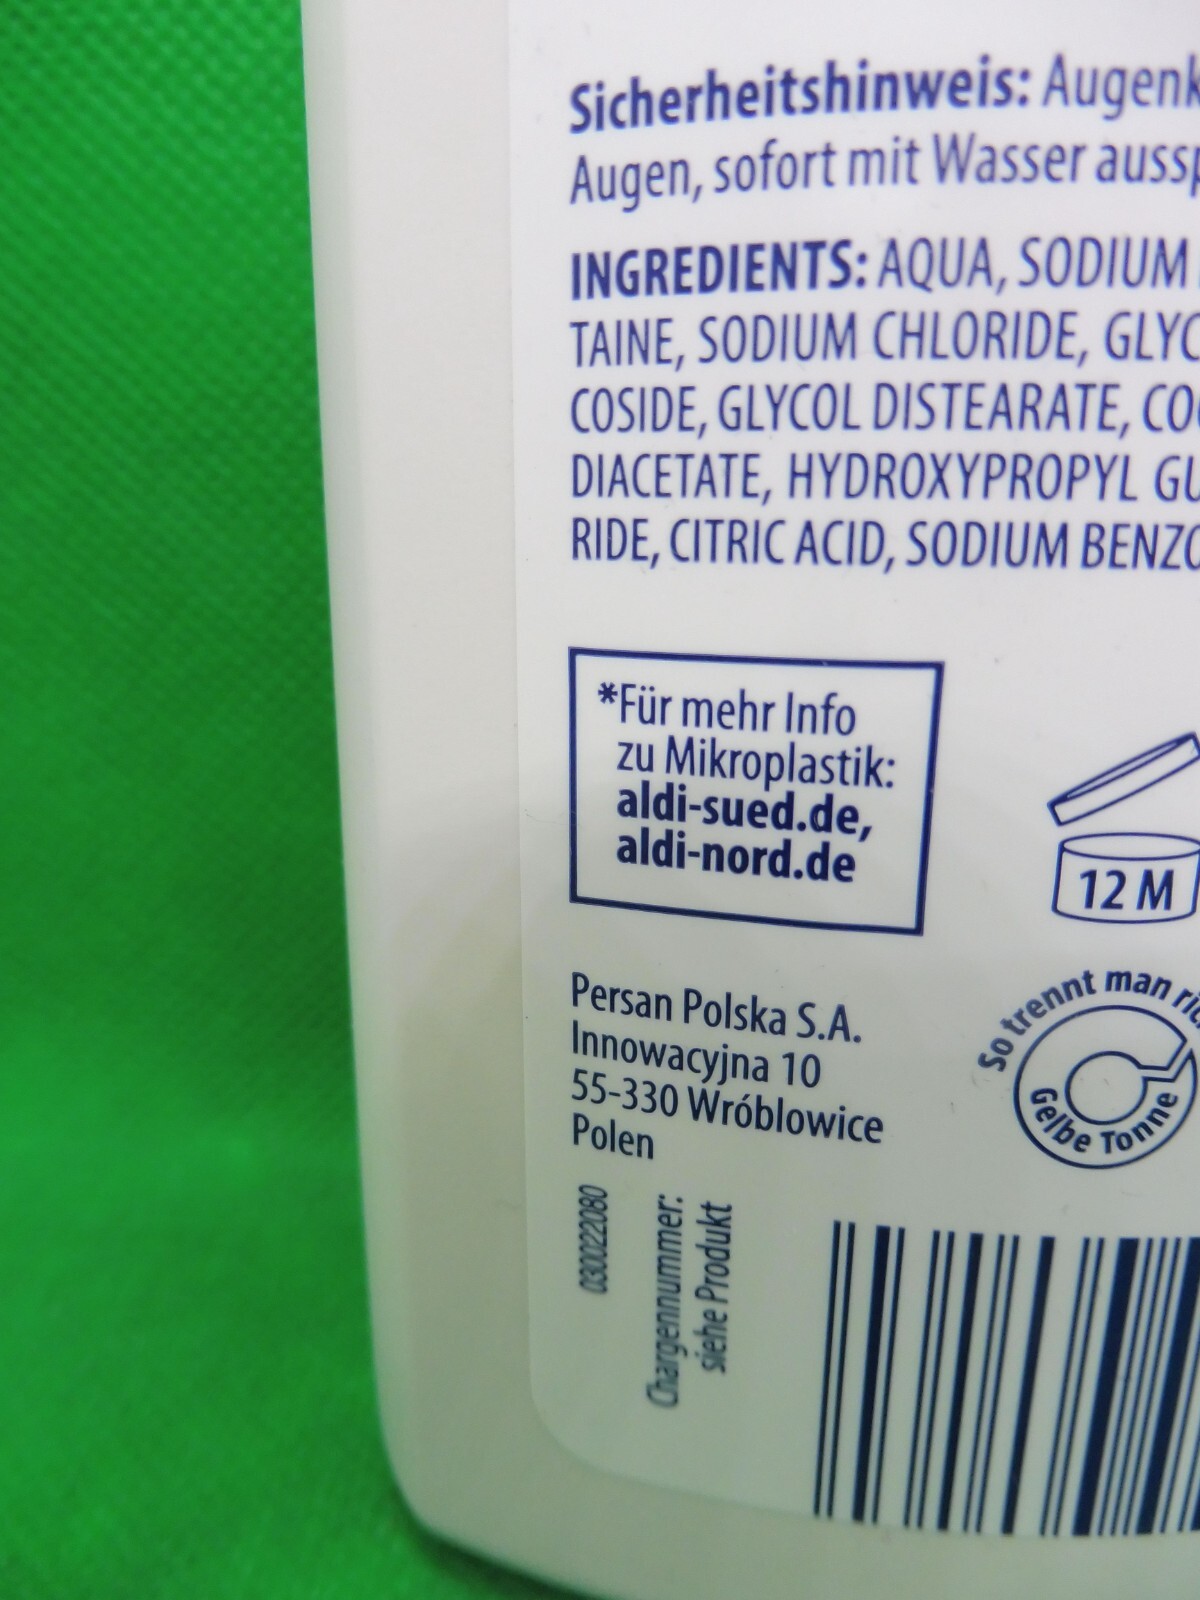 Sicherheitshinweis: Augenk
Augen, sofort mit Wasser aussp
INGREDIENTS: AQUA, SODIUM
TAINE, SODIUM CHLORIDE, GLYC
COSIDE, GLYCOL DISTEARATE, CO
DIACETATE, HYDROXYPROPYL GU
RIDE, CITRIC ACID, SODIUM BENZO
*Für mehr Info
zu Mikroplastik:
aldi-sued.de,
aldi-nord.de
12 M
Persan Polska S.A.
Innowacyjna 10
55-330 Wróblowice
Polen
So trennt man ric
Gelbe Tonne
030022080
Chargennummer:
siehe Produkt